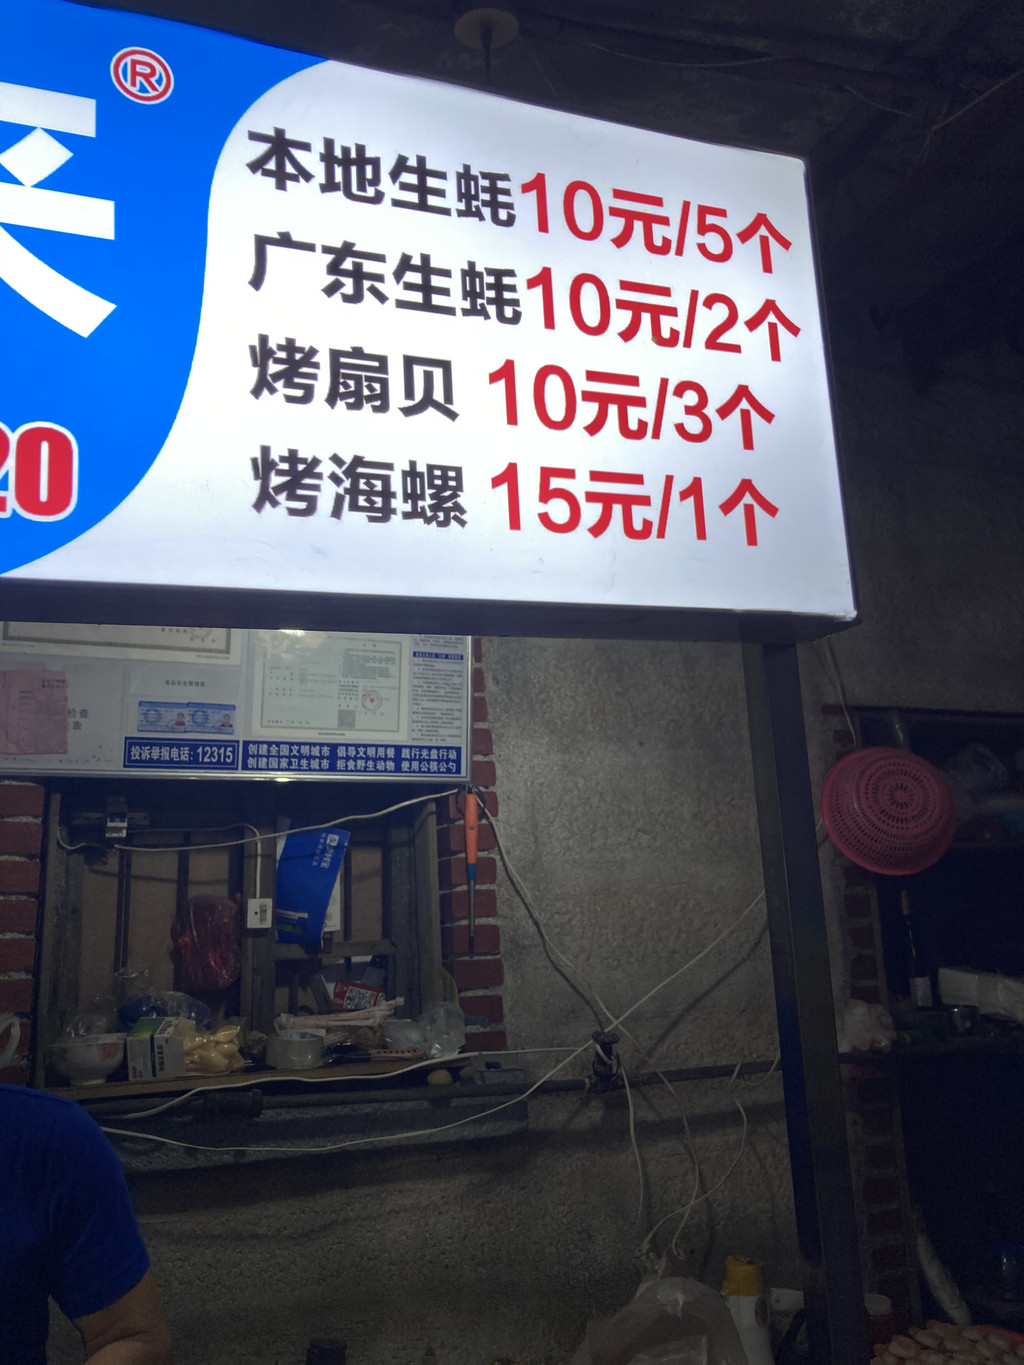 ®
本地生蚝10元/5个
广东生蚝10元/2个
烤扇贝 10元/3个
烤海螺 15元/1个
20
投诉举报电话: 12315
创建全国文明城市 倡导文明用餐 践行光盘行动
创建国家卫生城市 拒食野生动物 使用公筷公勺